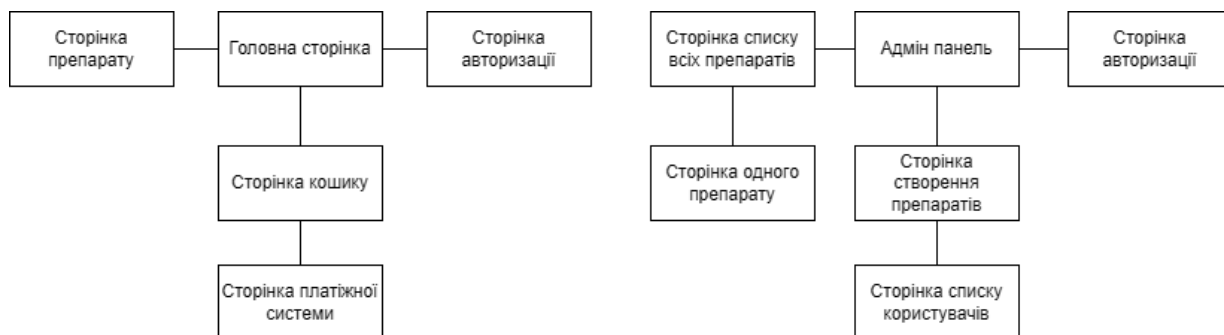 Сторінка
препарату
Головна сторінка
Сторінка
авторизації
Сторінка списку
всіх препаратів
Адмін панель
Сторінка
авторизації
Сторінка кошику
Сторінка одного
препарату
Сторінка
створення
препаратів
Сторінка платіжної
системи
Сторінка списку
користувачів